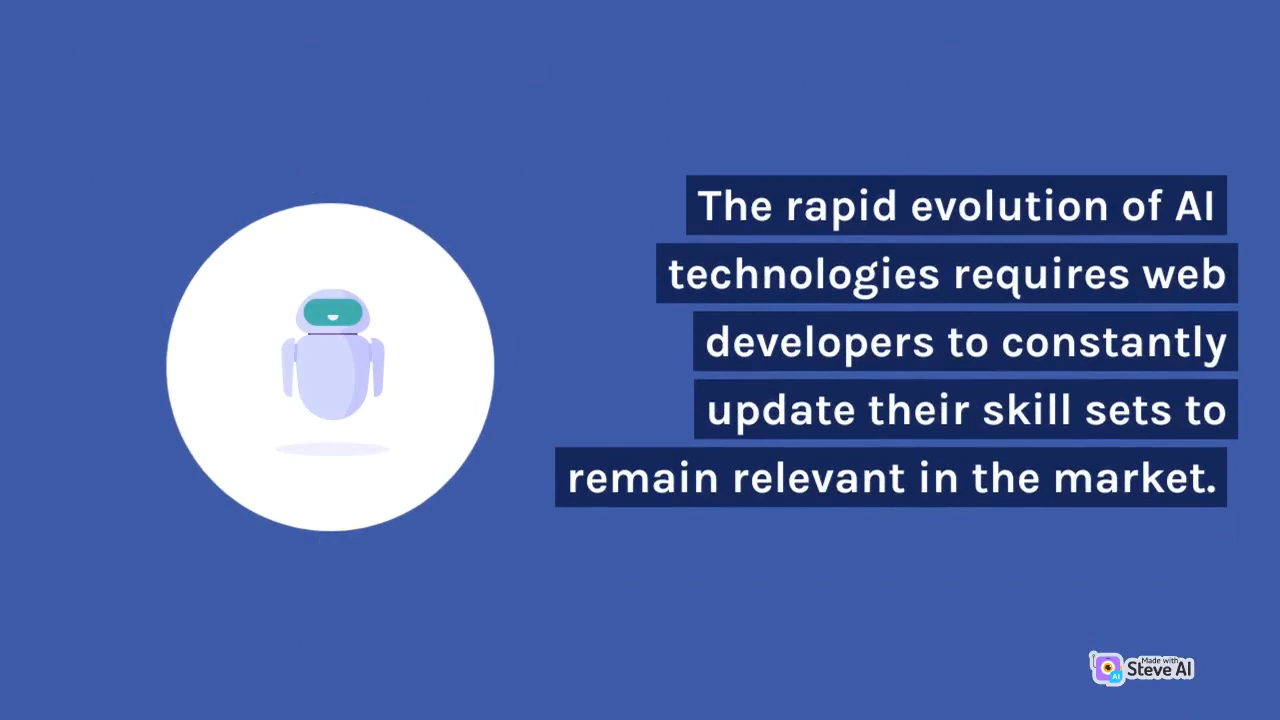 The rapid evolution of AI
technologies requires web
developers to constantly
update their skill sets to
remain relevant in the market.
Made with
Steve AI
AI